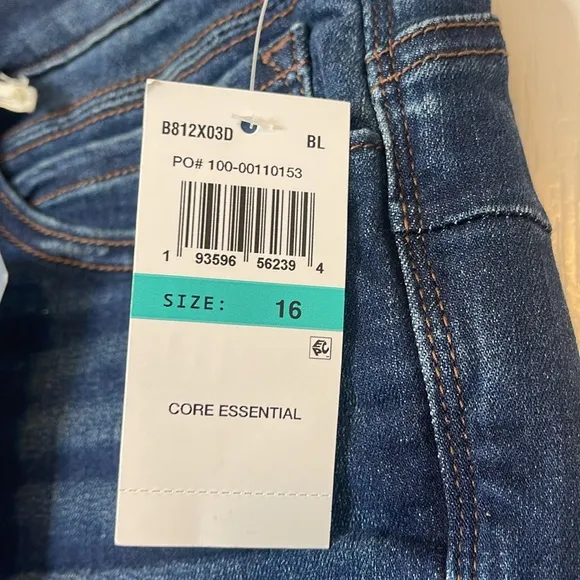 B812X03D BL
PO# 100-00110153
1 93596 56239 4
SIZE: 16
CORE ESSENTIAL